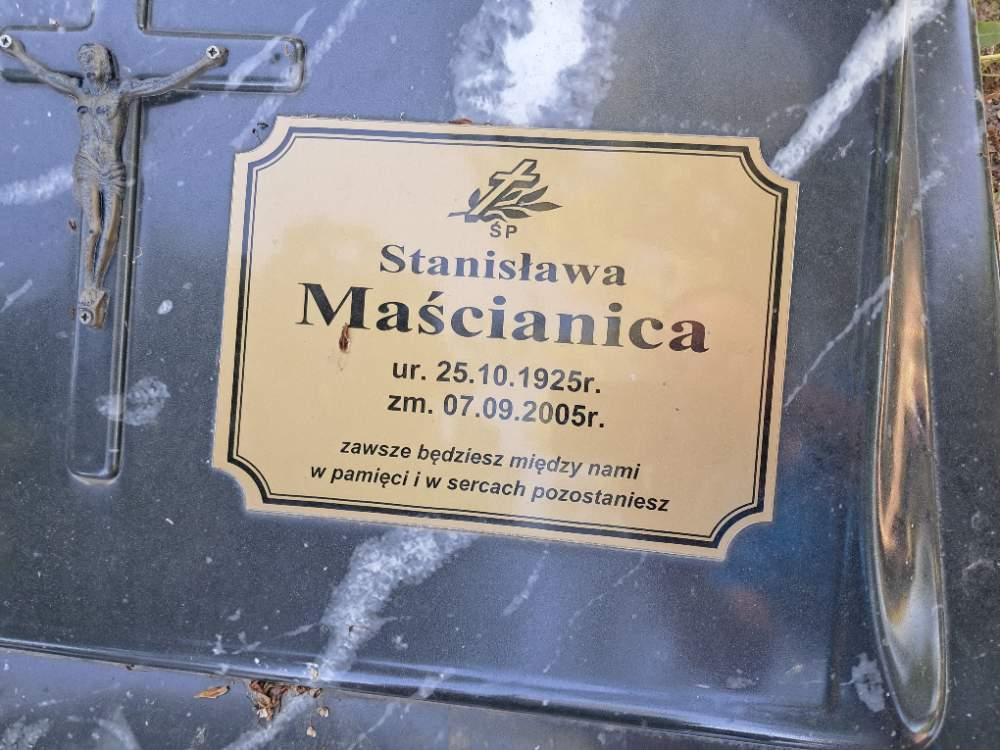 ŚP
Stanisława
Maścianica
ur. 25.10.1925r.
zm. 07.09.2005r.
zawsze będziesz między nami
w pamięci i w sercach pozostaniesz